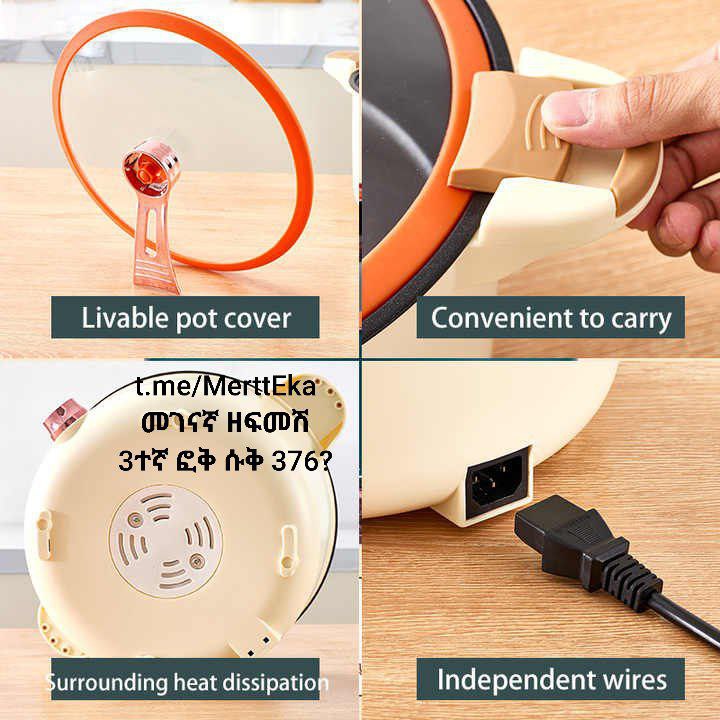 Livable pot cover
Convenient to carry
t.me/MerttEka
መገናኛ ዘፍመሽ
3ተኛ ፎቅ ሱቅ 376?
Surrounding heat dissipation
Independent wires